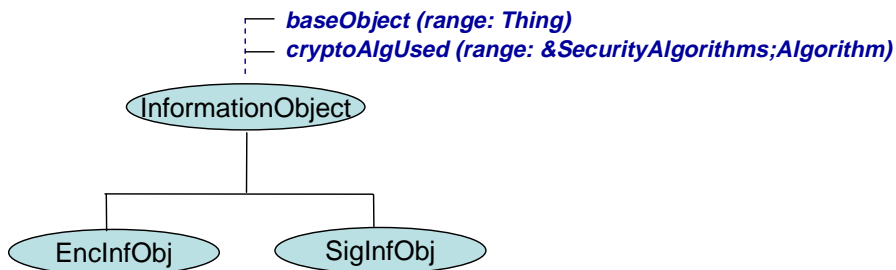 baseObject (range: Thing)
cryptoAlgUsed (range: &SecurityAlgorithms;Algorithm)
InformationObject
EncInfObj
SigInfObj